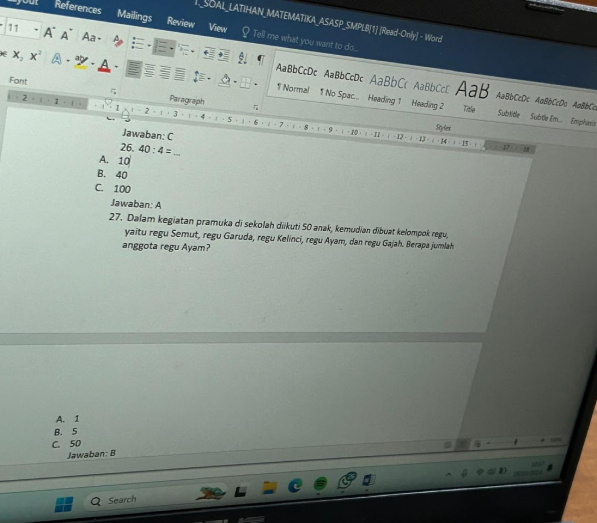 References
Mailings
Review
View
Tell me what you want to do...
1._SOAL_LATIHAN_MATEMATIKA_ASASP_SMPLB[1] [Read-Only] - Word
11
Aa
Font
Paragraph
Styles
AaBbCcDc AaBbCcDc AaBbCc AaBbCcC AaB AaBbCcDc AaBbCcDc
¶ Normal ¶ No Spac... Heading 1 Heading 2 Title Subtitle Subtle Em... Emphasis
Jawaban: C
26. 40 : 4 = ...
A. 10
B. 40
C. 100
Jawaban: A
27. Dalam kegiatan pramuka di sekolah diikuti 50 anak, kemudian dibuat kelompok regu,
yaitu regu Semut, regu Garuda, regu Kelinci, regu Ayam, dan regu Gajah. Berapa jumlah
anggota regu Ayam?
A. 1
B. 5
C. 50
Jawaban: B
Search